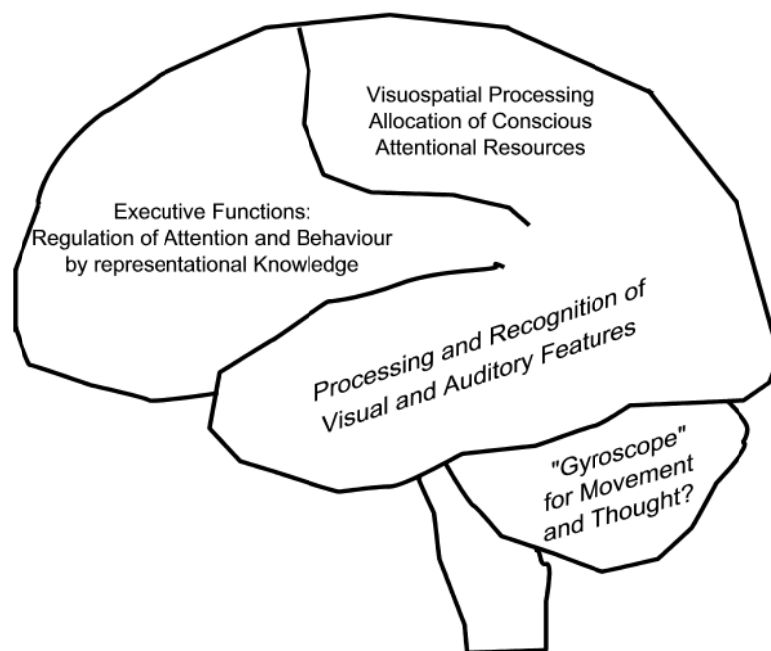 Visuospatial Processing
Allocation of Conscious
Attentional Resources
Executive Functions:
Regulation of Attention and Behaviour
by representational Knowledge
Processing and Recognition of
Visual and Auditory Features
"Gyroscope"
for Movement
and Thought?